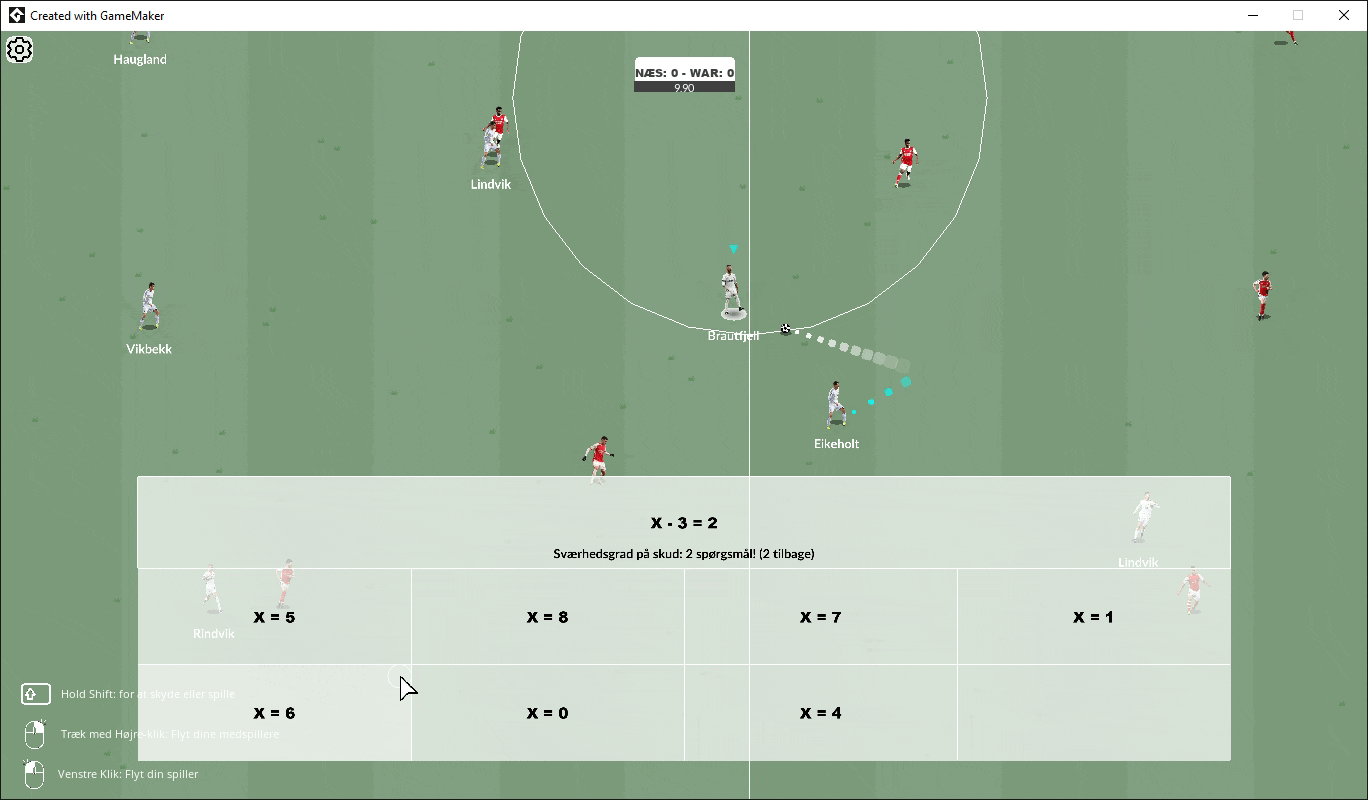 Created with GameMaker
Haugland
NÆS: 0 - WAR: 0
9.90
Lindvik
Brautfjell
Vikbekk
Eikeholt
X - 3 = 2
Sværhedsgrad på skud: 2 spørgsmål! (2 tilbage)
Lindvik
X = 5
X = 8
X = 7
X = 1
Rindvik
Hold Shift: for at skyde eller spille
X = 6
X = 0
X = 4
Træk med Højre-klik: Flyt dine medspillere
Venstre Klik: Flyt din spiller